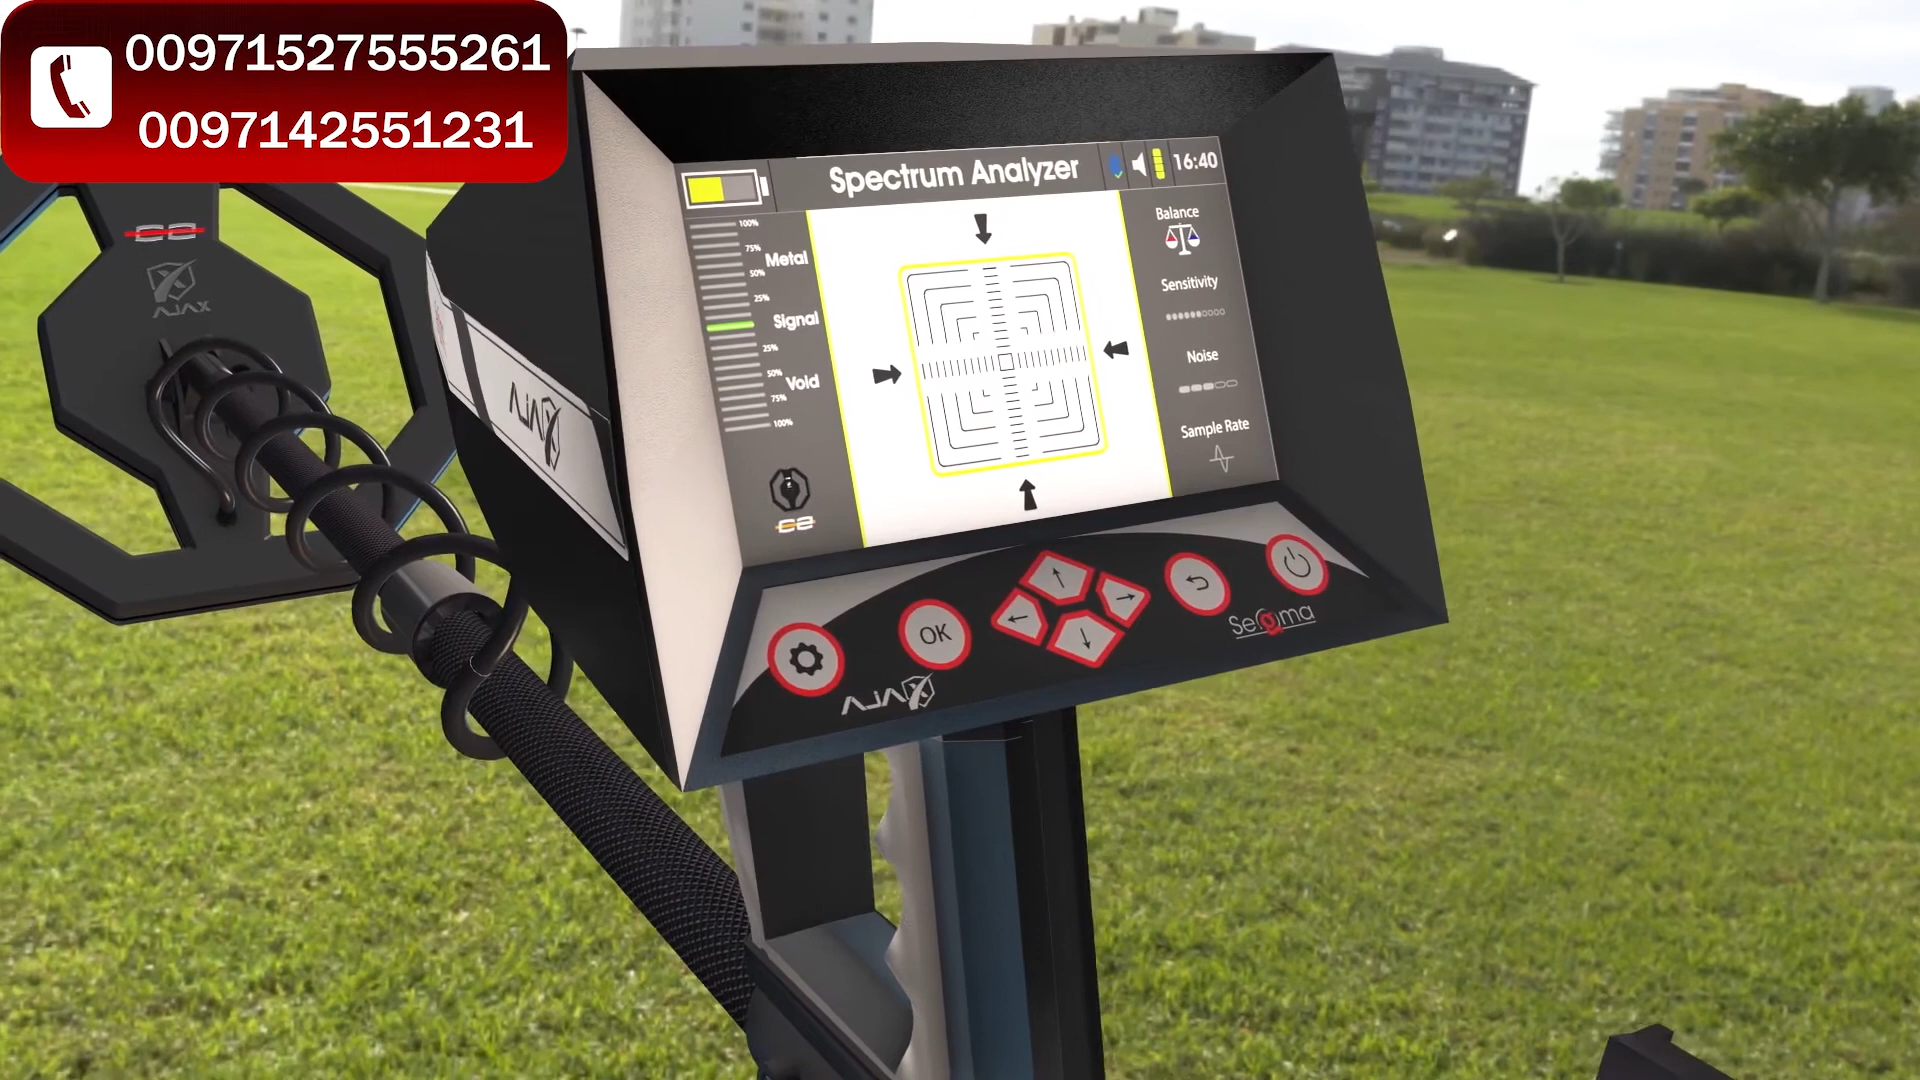 00971527555261
0097142551231
Spectrum Analyzer
16:40
100%
75%
Metal
50%
25%
Signal
25%
50%
Void
75%
100%
Balance
Sensitivity
Noise
Sample Rate
AJAX
AJAX
OK
AJAX
Segma